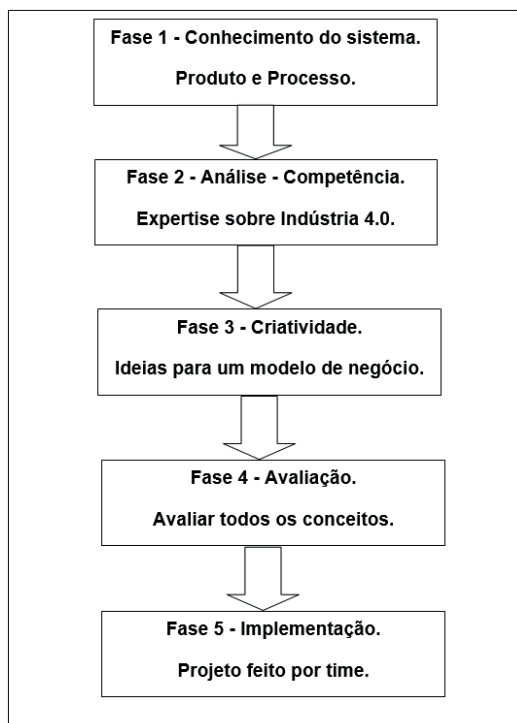 Fase 1 - Conhecimento do sistema.
Produto e Processo.
Fase 2 - Análise - Competência.
Expertise sobre Indústria 4.0.
Fase 3 - Criatividade.
Ideias para um modelo de negócio.
Fase 4 - Avaliação.
Avaliar todos os conceitos.
Fase 5 - Implementação.
Projeto feito por time.